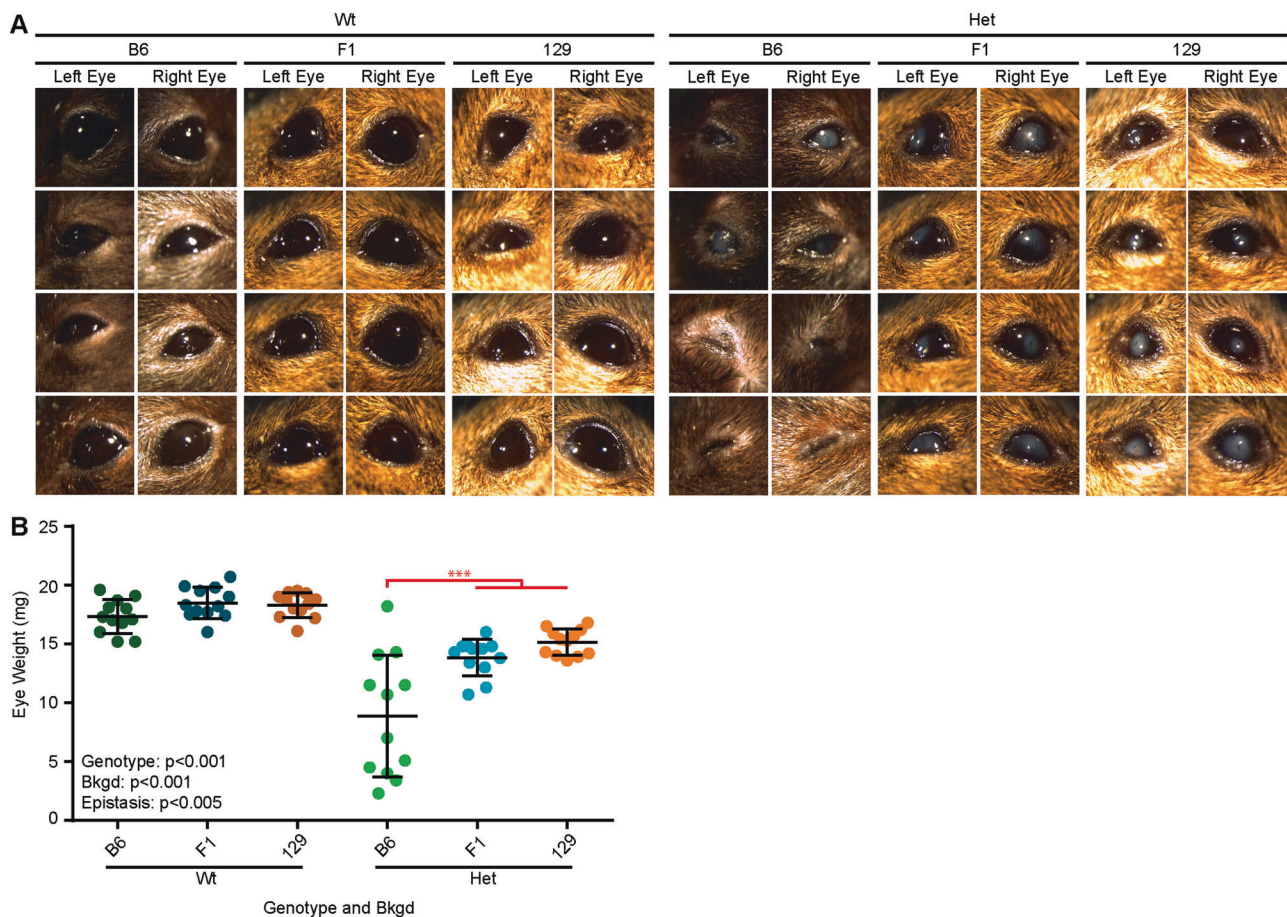 A
Wt Het
B6 F1 129 B6 F1 129
Left Eye Right Eye Left Eye Right Eye Left Eye Right Eye Left Eye Right Eye Left Eye Right Eye Left Eye Right Eye
B
Eye Weight (mg)
25
20
15
10
5
0
***
Genotype: p<0.001
Bkgd: p<0.001
Epistasis: p<0.005
B6 F1 129 B6 F1 129
Wt Het
Genotype and Bkgd